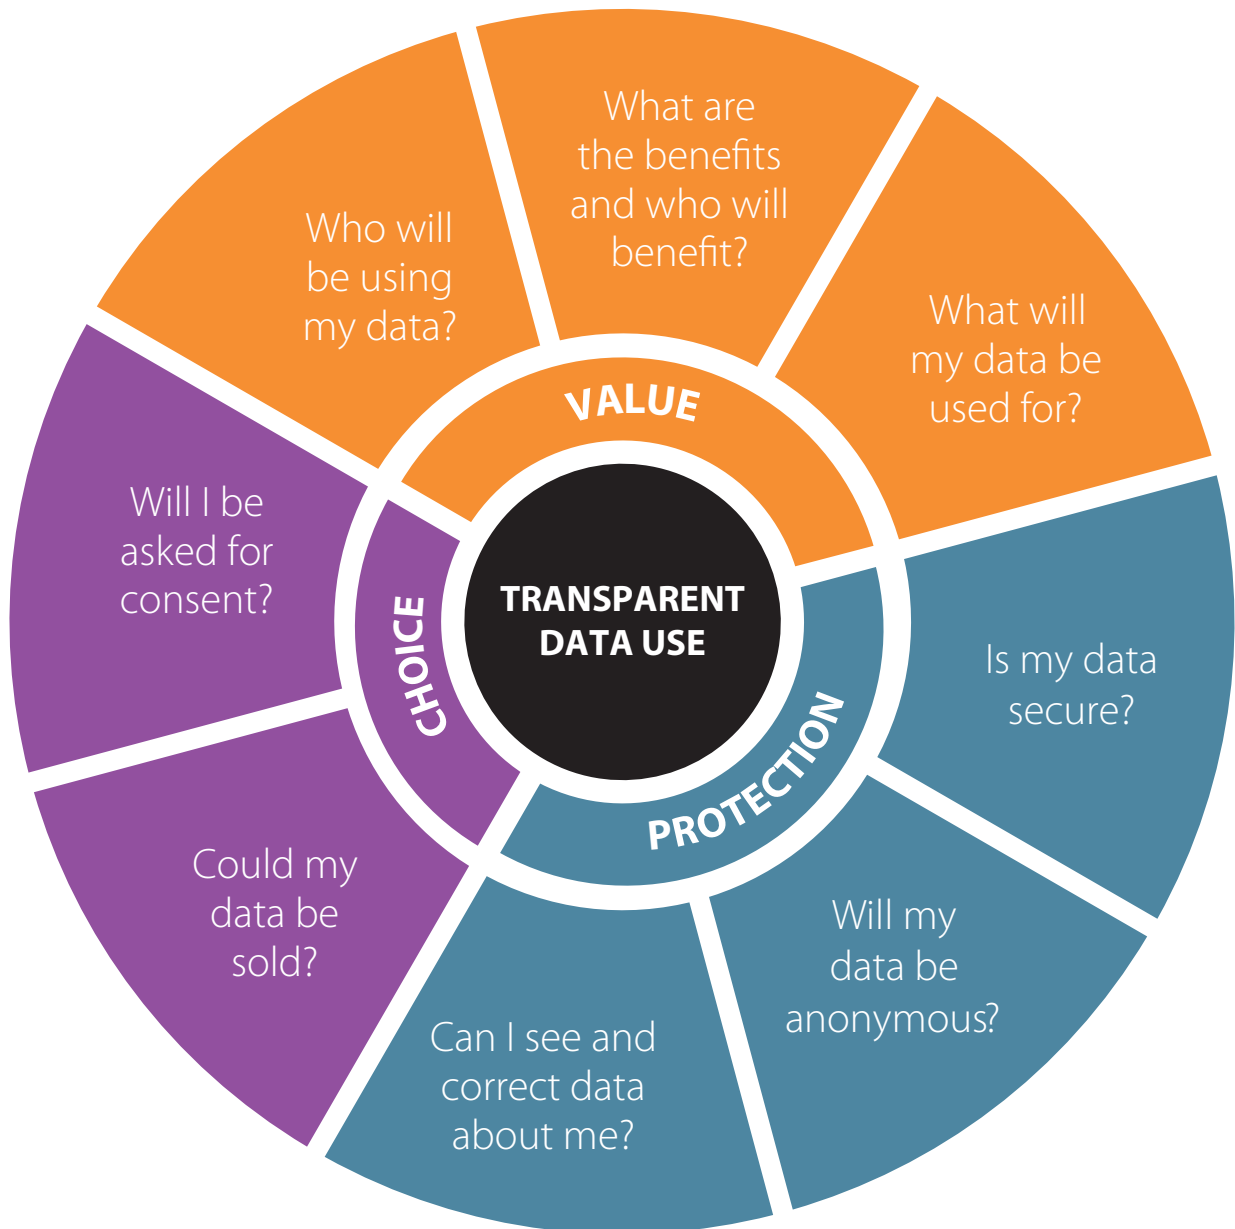 What are
the benefits
and who will
benefit?
Who will
be using
my data?
What will
my data be
used for?
VALUE
Will I be
asked for
consent?
CHOICE
TRANSPARENT
DATA USE
Is my data
secure?
PROTECTION
Could my
data be
sold?
Will my
data be
anonymous?
Can I see and
correct data
about me?